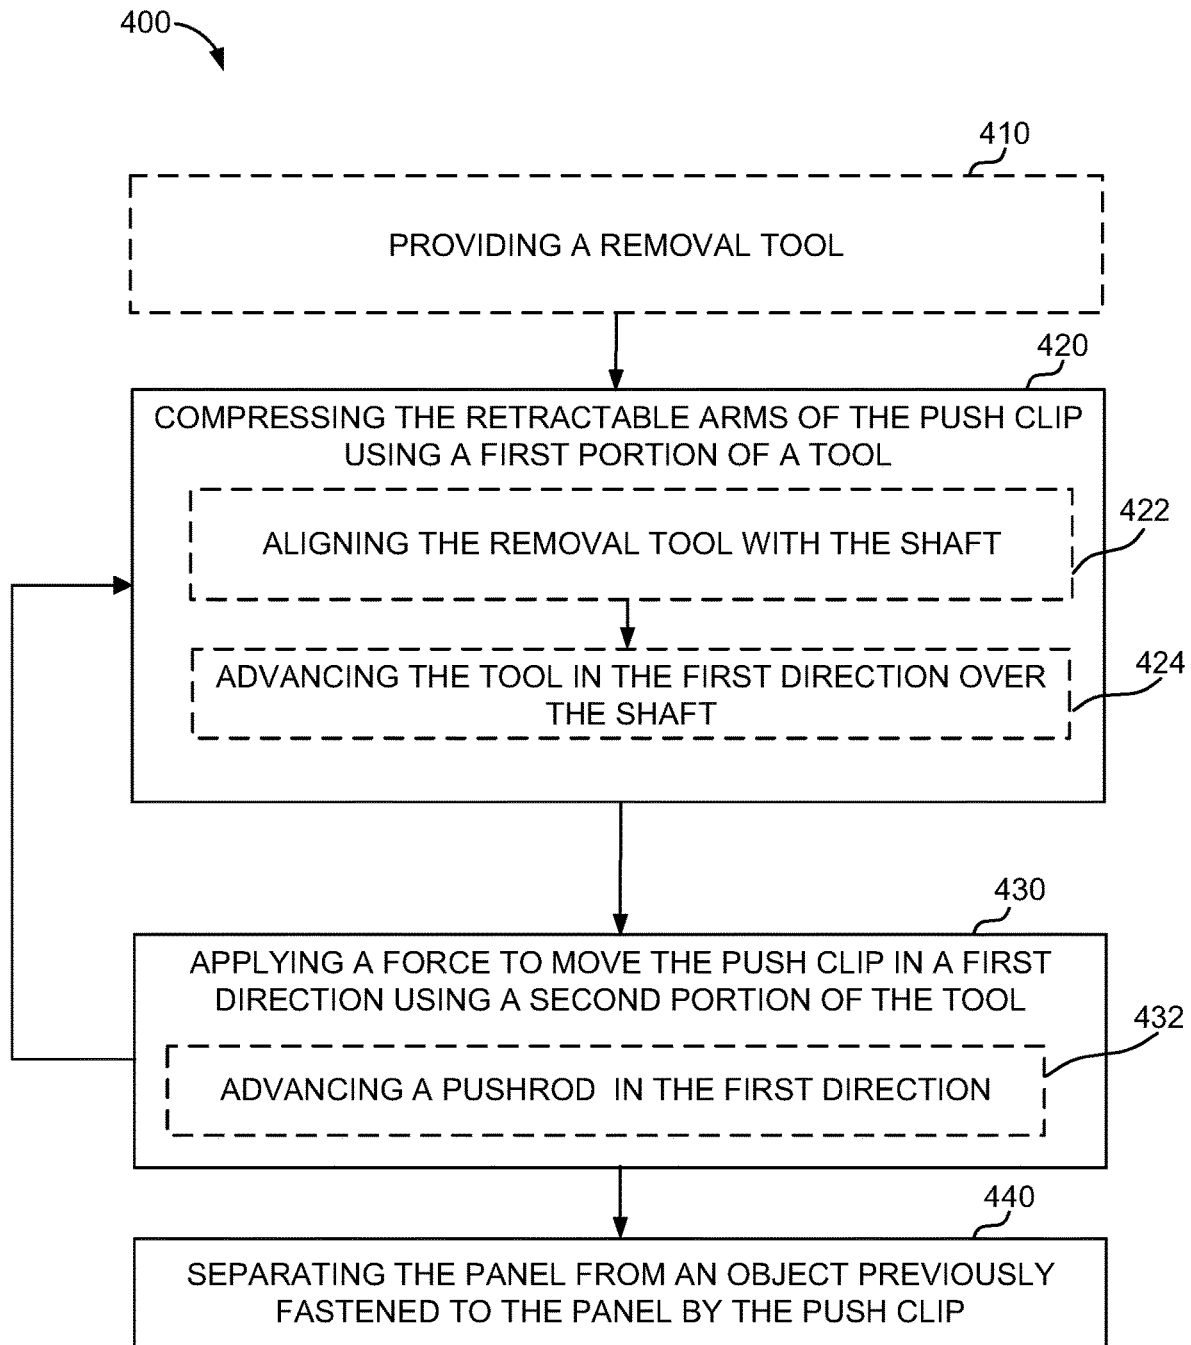 400
410
PROVIDING A REMOVAL TOOL
420
COMPRESSING THE RETRACTABLE ARMS OF THE PUSH CLIP
USING A FIRST PORTION OF A TOOL
422
ALIGNING THE REMOVAL TOOL WITH THE SHAFT
424
ADVANCING THE TOOL IN THE FIRST DIRECTION OVER
THE SHAFT
430
APPLYING A FORCE TO MOVE THE PUSH CLIP IN A FIRST
DIRECTION USING A SECOND PORTION OF THE TOOL
432
ADVANCING A PUSHROD IN THE FIRST DIRECTION
440
SEPARATING THE PANEL FROM AN OBJECT PREVIOUSLY
FASTENED TO THE PANEL BY THE PUSH CLIP